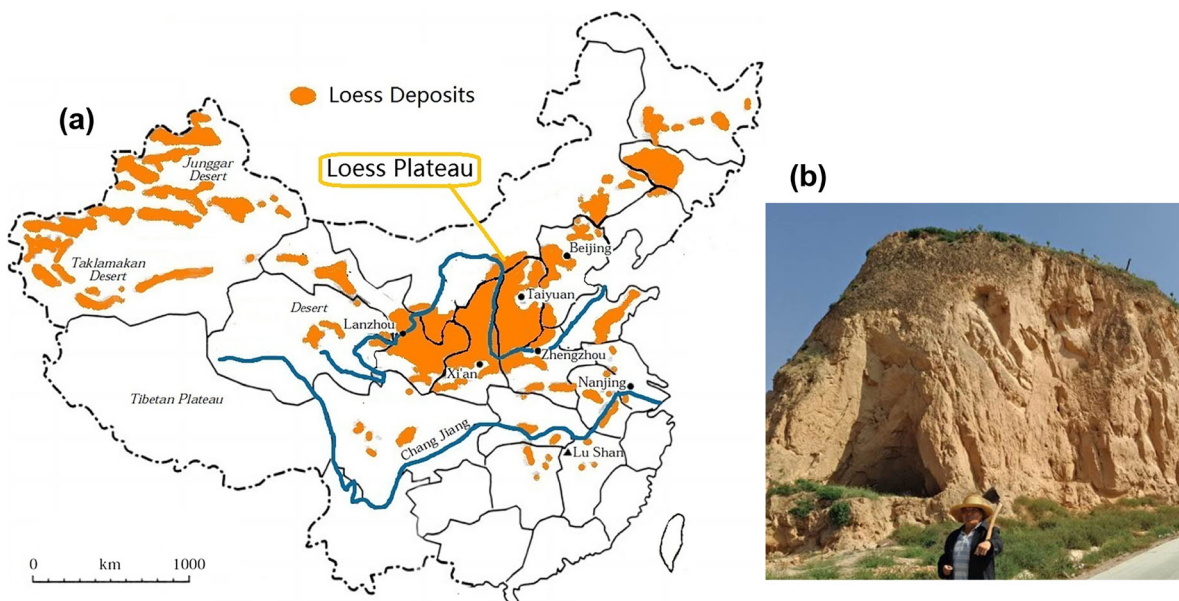 (a)
Loess Deposits
Loess Plateau
Junggar
Desert
Taklamakan
Desert
Desert
Beijing
Taiyuan
Lanzhou
Zhengzhou
Xi'an
Nanjing
Tibetan Plateau
Chang Jiang
Lu Shan
0 km 1000
(b)